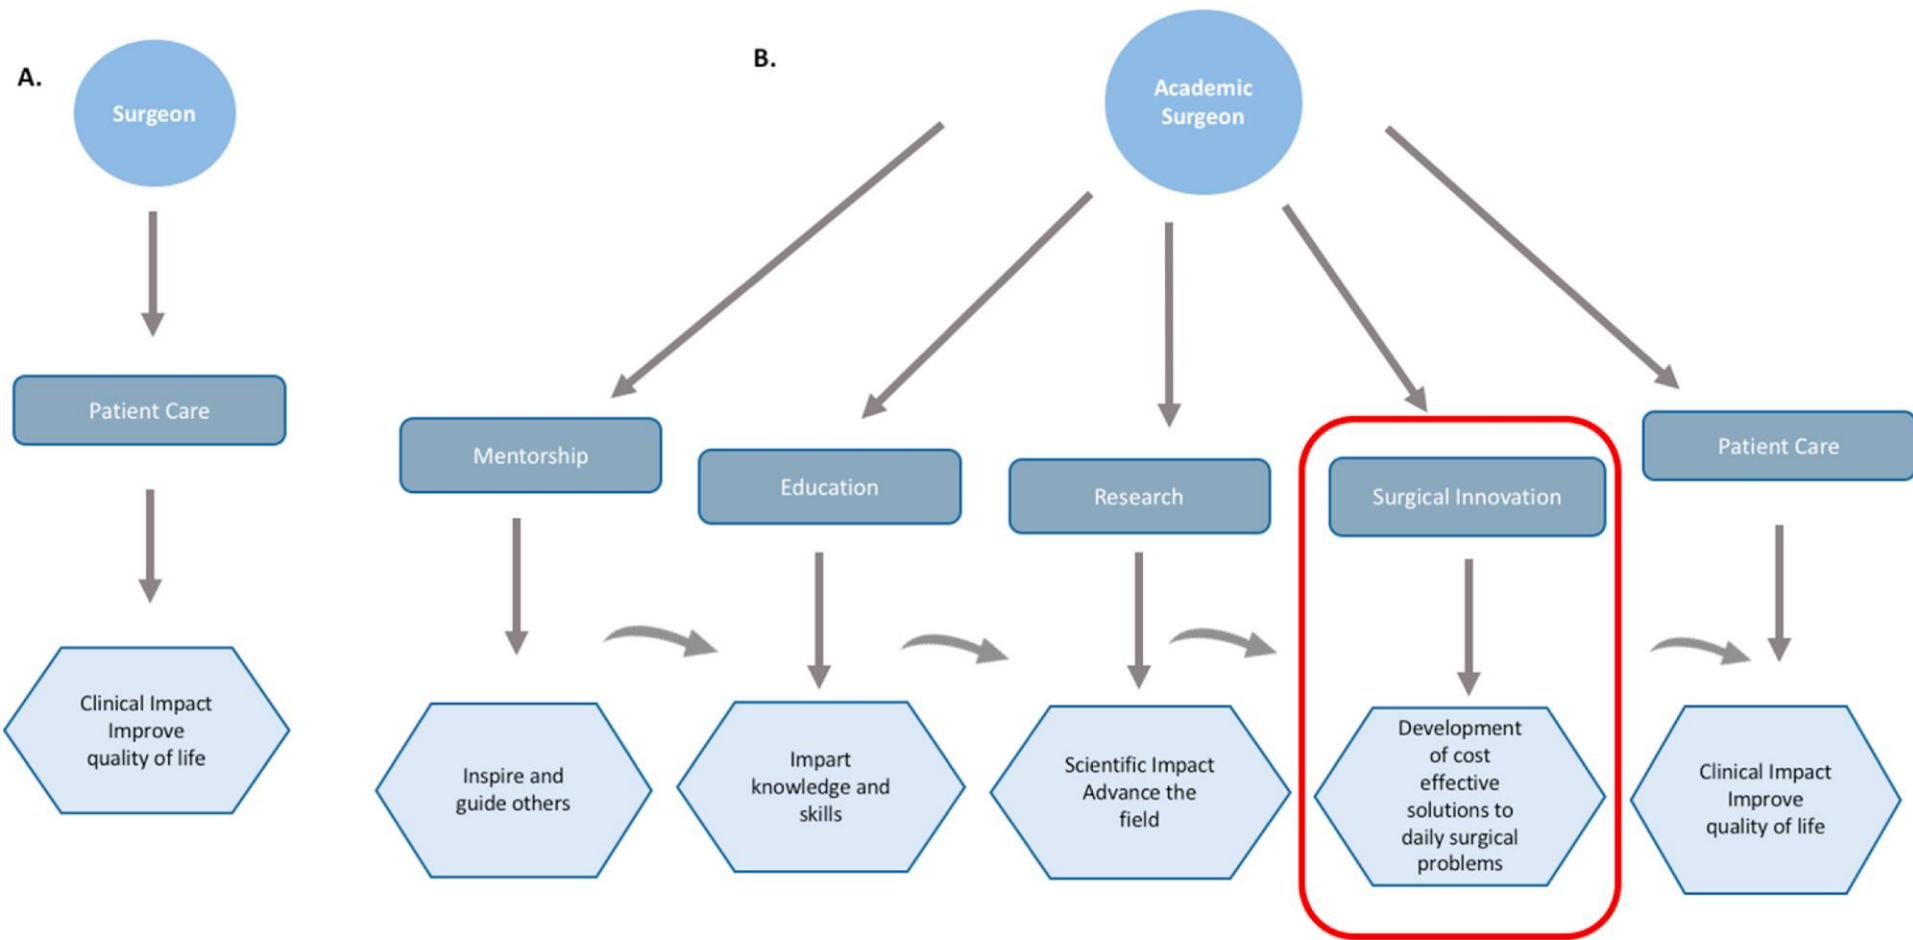 A.
Surgeon
Patient Care
Clinical Impact
Improve
quality of life
B.
Academic
Surgeon
Mentorship
Education
Research
Surgical Innovation
Patient Care
Inspire and
guide others
Impart
knowledge and
skills
Scientific Impact
Advance the
field
Development
of cost
effective
solutions to
daily surgical
problems
Clinical Impact
Improve
quality of life